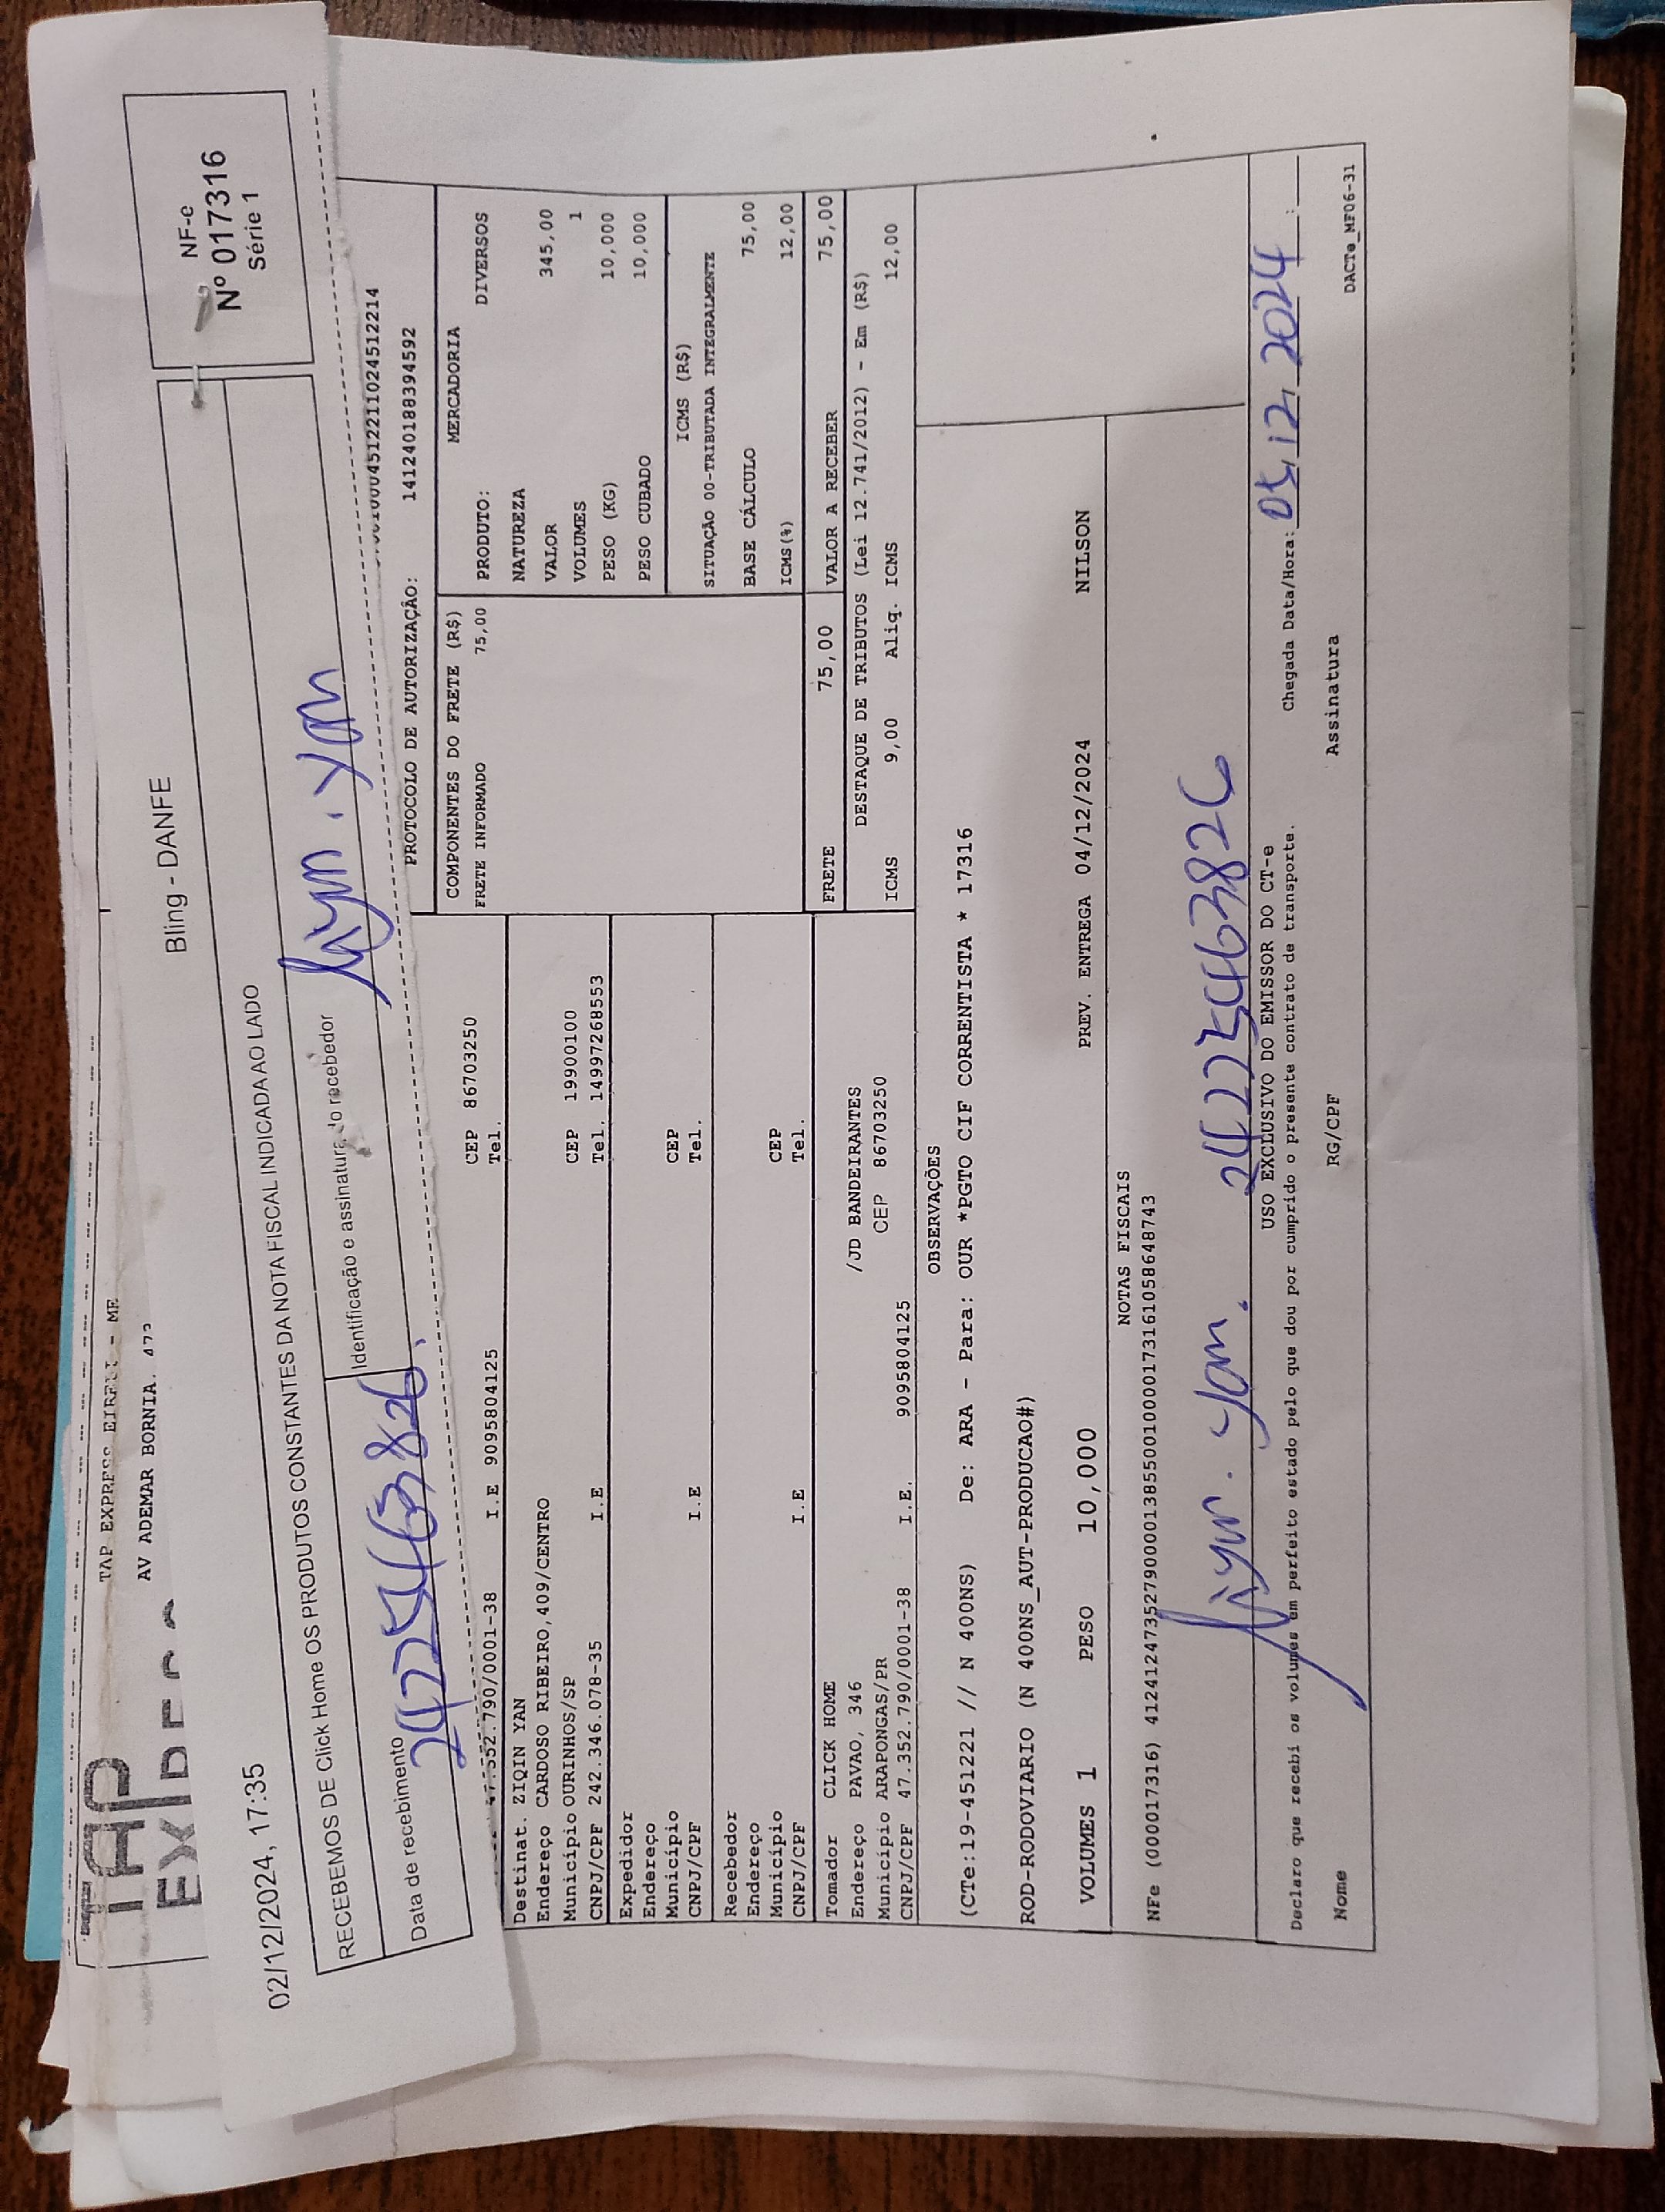 TAP
TAP EXPRESS EIRELI - ME
AV ADEMAR BORNIA.
Bling - DANFE
02/12/2024, 17:35
RECEBEMOS DE Click Home OS PRODUTOS CONSTANTES DA NOTA FISCAL INDICADA AO LADO
NF-e
Nº 017316
Série 1
Data de recebimento
Identificação e assinatura do recebedor
PROTOCOLO DE AUTORIZAÇÃO: 141240188394592
I.E 9095804125
CEP 86703250
Tel.
Destinat. ZIQIN YAN
Endereço CARDOSO RIBEIRO,409/CENTRO
Município OURINHOS/SP CEP 19900100
CNPJ/CPF 242.346.078-35 I.E Tel. 14997268553
Expedidor
Endereço
Município CEP
CNPJ/CPF I.E Tel.
Recebedor
Endereço
Município CEP
CNPJ/CPF I.E Tel.
Tomador CLICK HOME
Endereço PAVAO, 346 /JD BANDEIRANTES
Município ARAPONGAS/PR CEP 86703250
CNPJ/CPF 47.352.790/0001-38 I.E. 9095804125
COMPONENTES DO FRETE (R$)
FRETE INFORMADO 75,00
MERCADORIA
PRODUTO: DIVERSOS
NATUREZA
VALOR 345,00
VOLUMES 1
PESO (KG) 10,000
PESO CUBADO 10,000
ICMS (R$)
SITUAÇÃO 00-TRIBUTADA INTEGRALMENTE
BASE CÁLCULO 75,00
ICMS(%) 12,00
FRETE 75,00 VALOR A RECEBER 75,00
DESTAQUE DE TRIBUTOS (Lei 12.741/2012) - Em (R$)
ICMS 9,00 Aliq. ICMS 12,00
OBSERVAÇÕES
(CTe:19-451221 // N 400NS) De: ARA - Para: OUR *PGTO CIF CORRENTISTA * 17316
ROD-RODOVIARIO (N 400NS_AUT-PRODUCAO#)
VOLUMES 1 PESO 10,000 PREV. ENTREGA 04/12/2024 NILSON
NOTAS FISCAIS
NFe (000017316) 41241247352790000138550010000173161058648743
USO EXCLUSIVO DO EMISSOR DO CT-e
Declaro que recebi os volumes em perfeito estado pelo que dou por cumprido o presente contrato de transporte.
Chegada Data/Hora: 05,12,2024 :
Nome RG/CPF Assinatura
DACTe_MF06-31